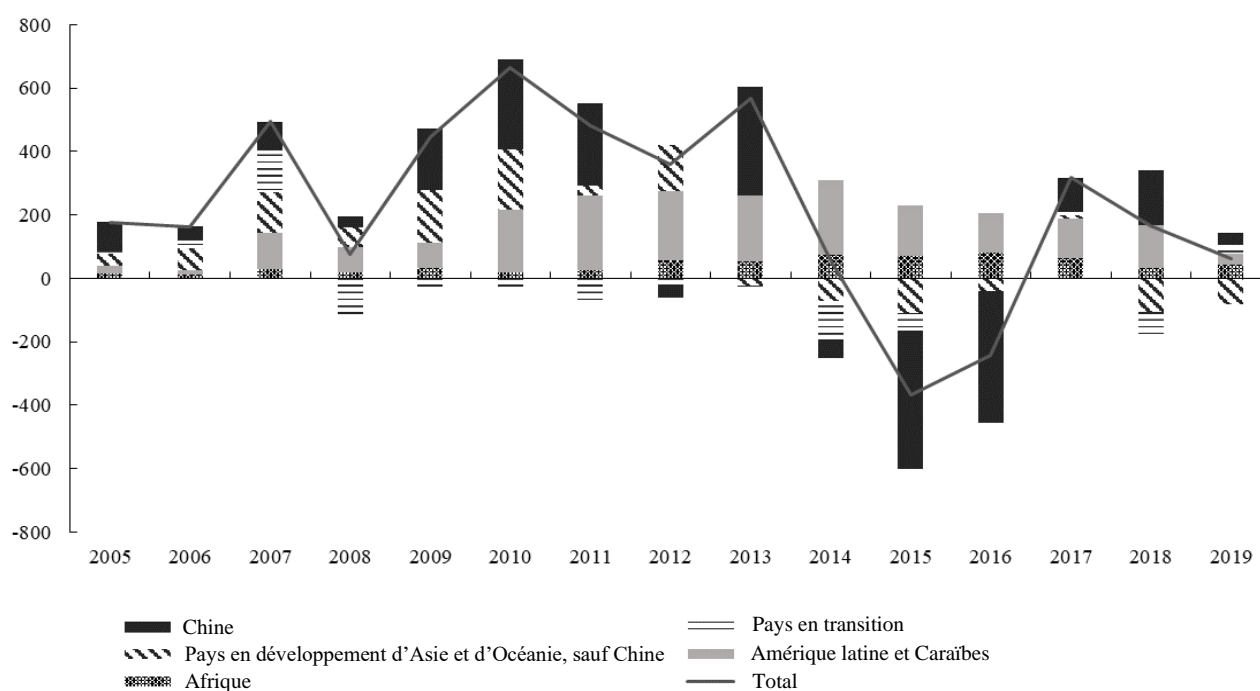 800
600
400
200
0
-200
-400
-600
-800
2005 2006 2007 2008 2009 2010 2011 2012 2013 2014 2015 2016 2017 2018 2019
Chine
Pays en transition
Pays en développement d’Asie et d’Océanie, sauf Chine
Amérique latine et Caraïbes
Afrique
Total